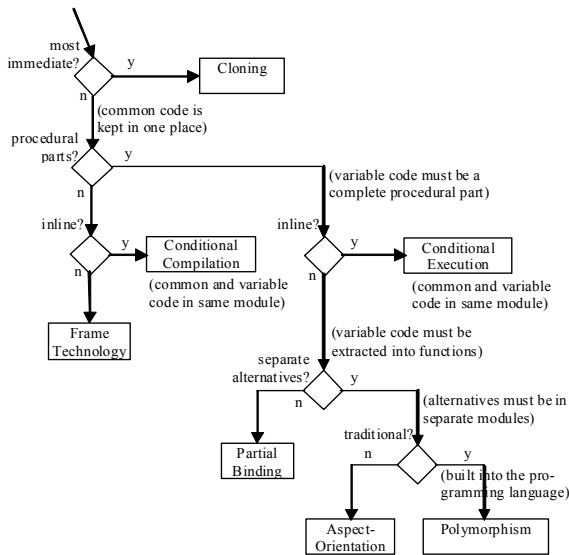 most
immediate?
y
Cloning
n
(common code is
kept in one place)
procedural
parts?
y
n
(variable code must be a
complete procedural part)
inline?
y
Conditional
Compilation
n
(common and variable
code in same module)
inline?
y
Conditional
Execution
n
(common and variable
code in same module)
Frame
Technology
(variable code must be
extracted into functions)
separate
alternatives?
y
n
(alternatives must be in
separate modules)
Partial
Binding
traditional?
n
y
(built into the pro-
gramming language)
Aspect-
Orientation
Polymorphism